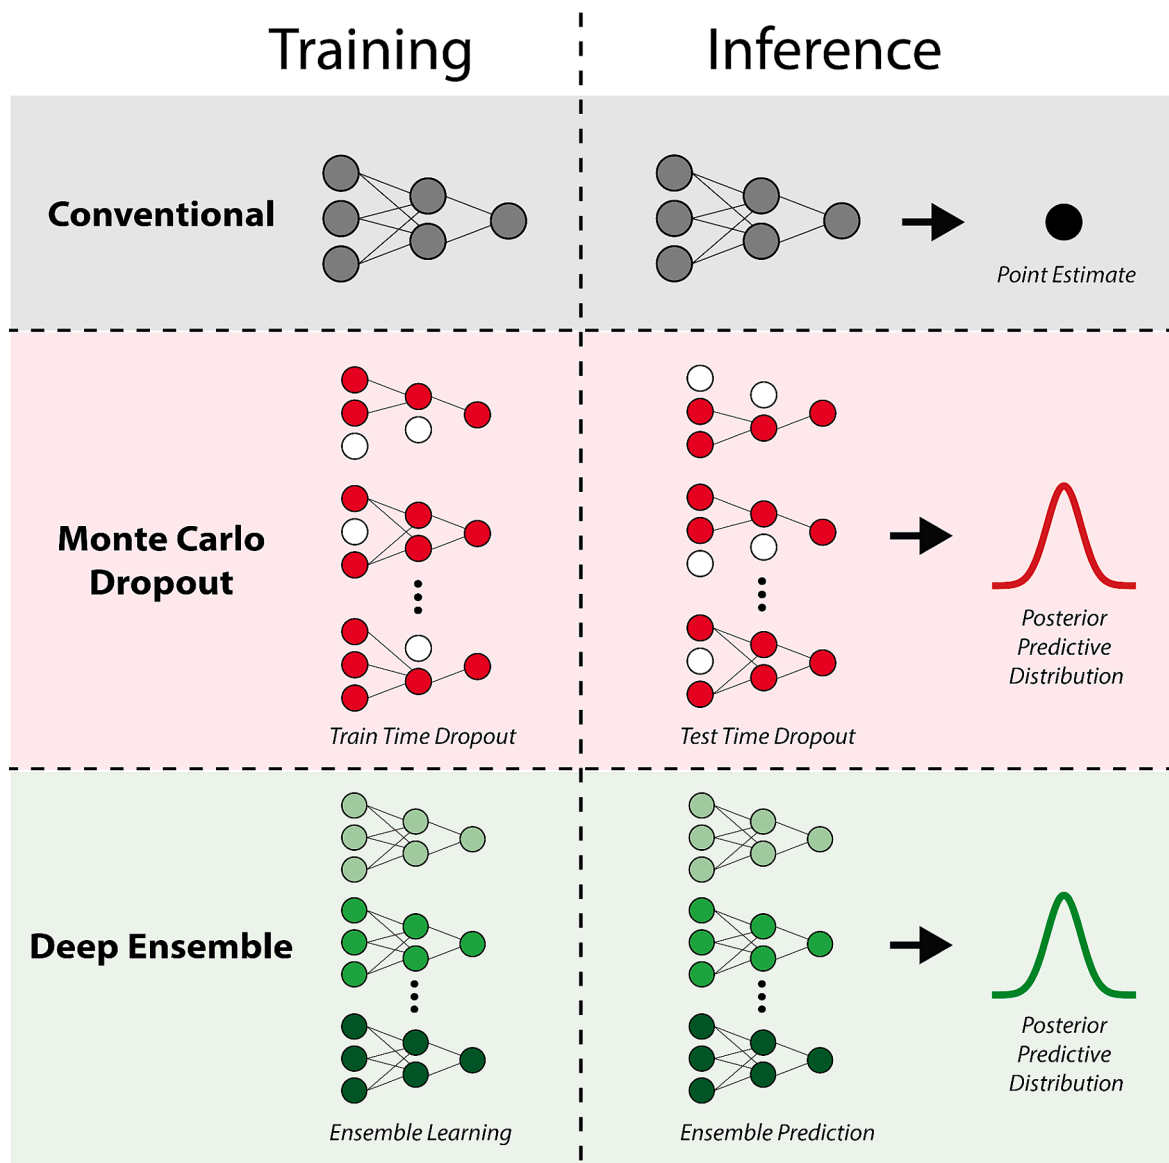 Training
Inference
Conventional
Point Estimate
Monte Carlo
Dropout
Posterior
Predictive
Distribution
Train Time Dropout
Test Time Dropout
Deep Ensemble
Posterior
Predictive
Distribution
Ensemble Learning
Ensemble Prediction